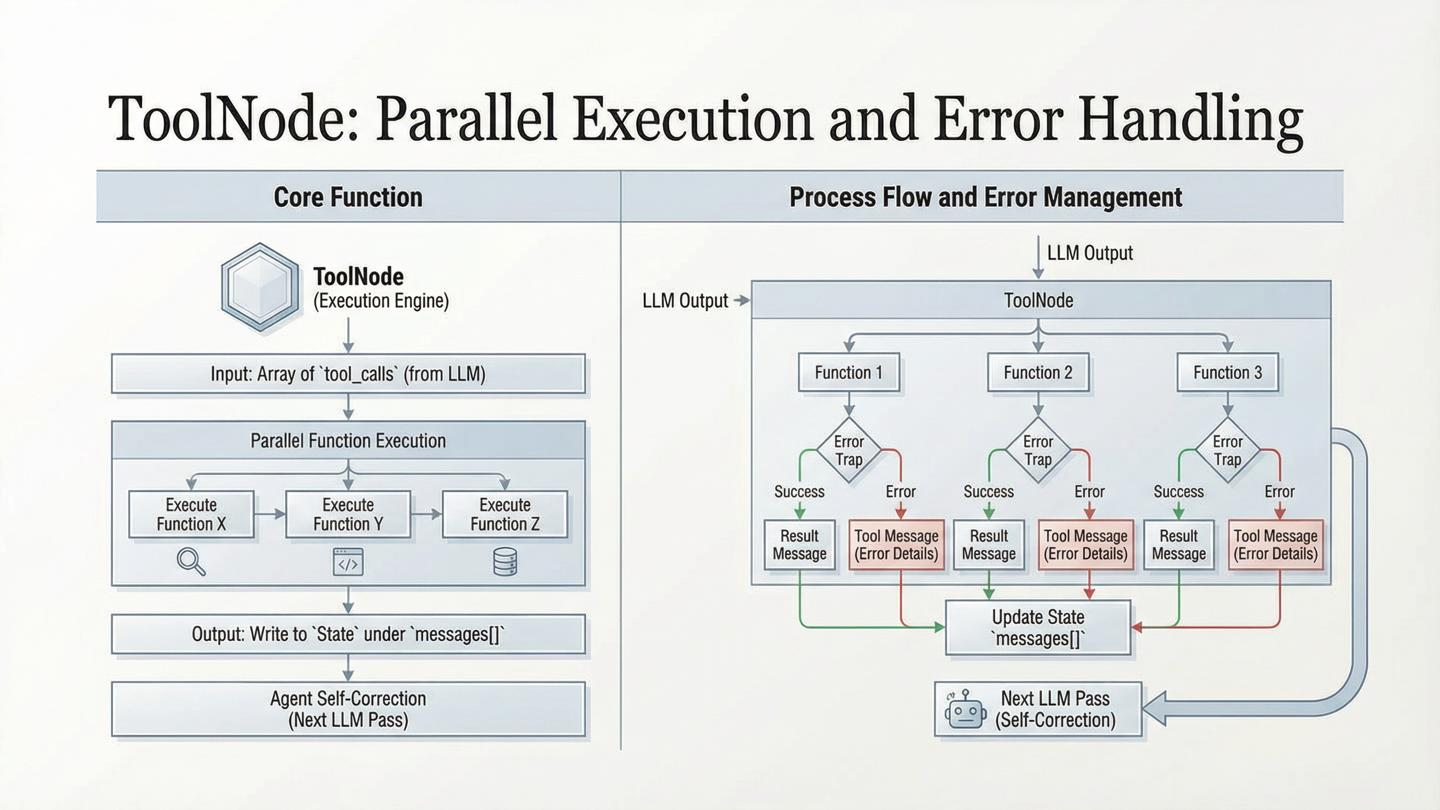 ToolNode: Parallel Execution and Error Handling
Core Function
ToolNode
(Execution Engine)
Input: Array of `tool_calls` (from LLM)
Parallel Function Execution
Execute
Function X
Execute
Function Y
Execute
Function Z
</>
Output: Write to `State` under `messages[]`
Agent Self-Correction
(Next LLM Pass)
Process Flow and Error Management
LLM Output
LLM Output
ToolNode
Function 1
Function 2
Function 3
Error
Trap
Error
Trap
Error
Trap
Success
Error
Success
Error
Success
Error
Result
Message
Tool Message
(Error Details)
Result
Message
Tool Message
(Error Details)
Result
Message
Tool Message
(Error Details)
Update State
`messages[]`
Next LLM Pass
(Self-Correction)